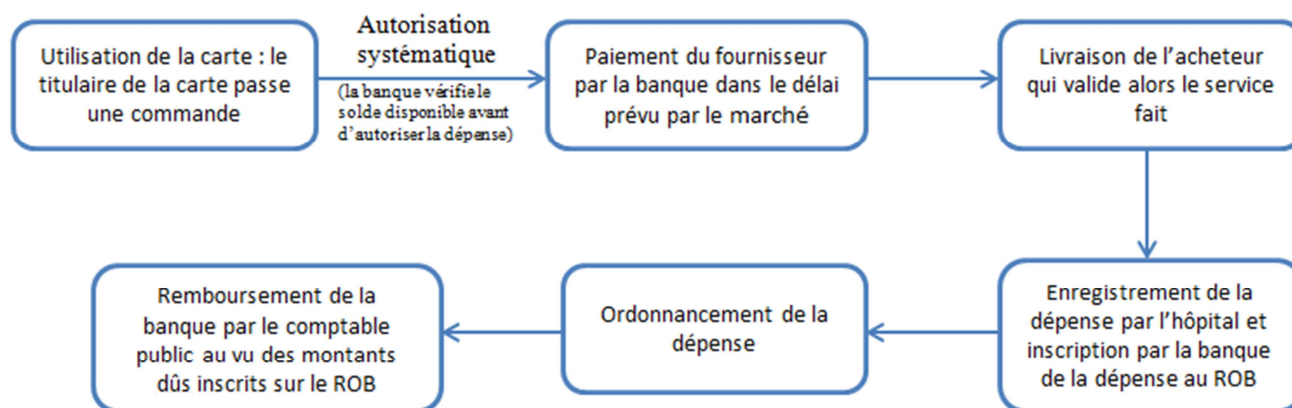 Utilisation de la carte : le
titulaire de la carte passe
une commande
Autorisation
systématique
(la banque vérifie le
solde disponible avant
d'autoriser la dépense)
Paiement du fournisseur
par la banque dans le délai
prévu par le marché
Livraison de l'acheteur
qui valide alors le service
fait
Enregistrement de la
dépense par l'hôpital et
inscription par la banque
de la dépense au ROB
Ordonnancement de la
dépense
Remboursement de la
banque par le comptable
public au vu des montants
dûs inscrits sur le ROB